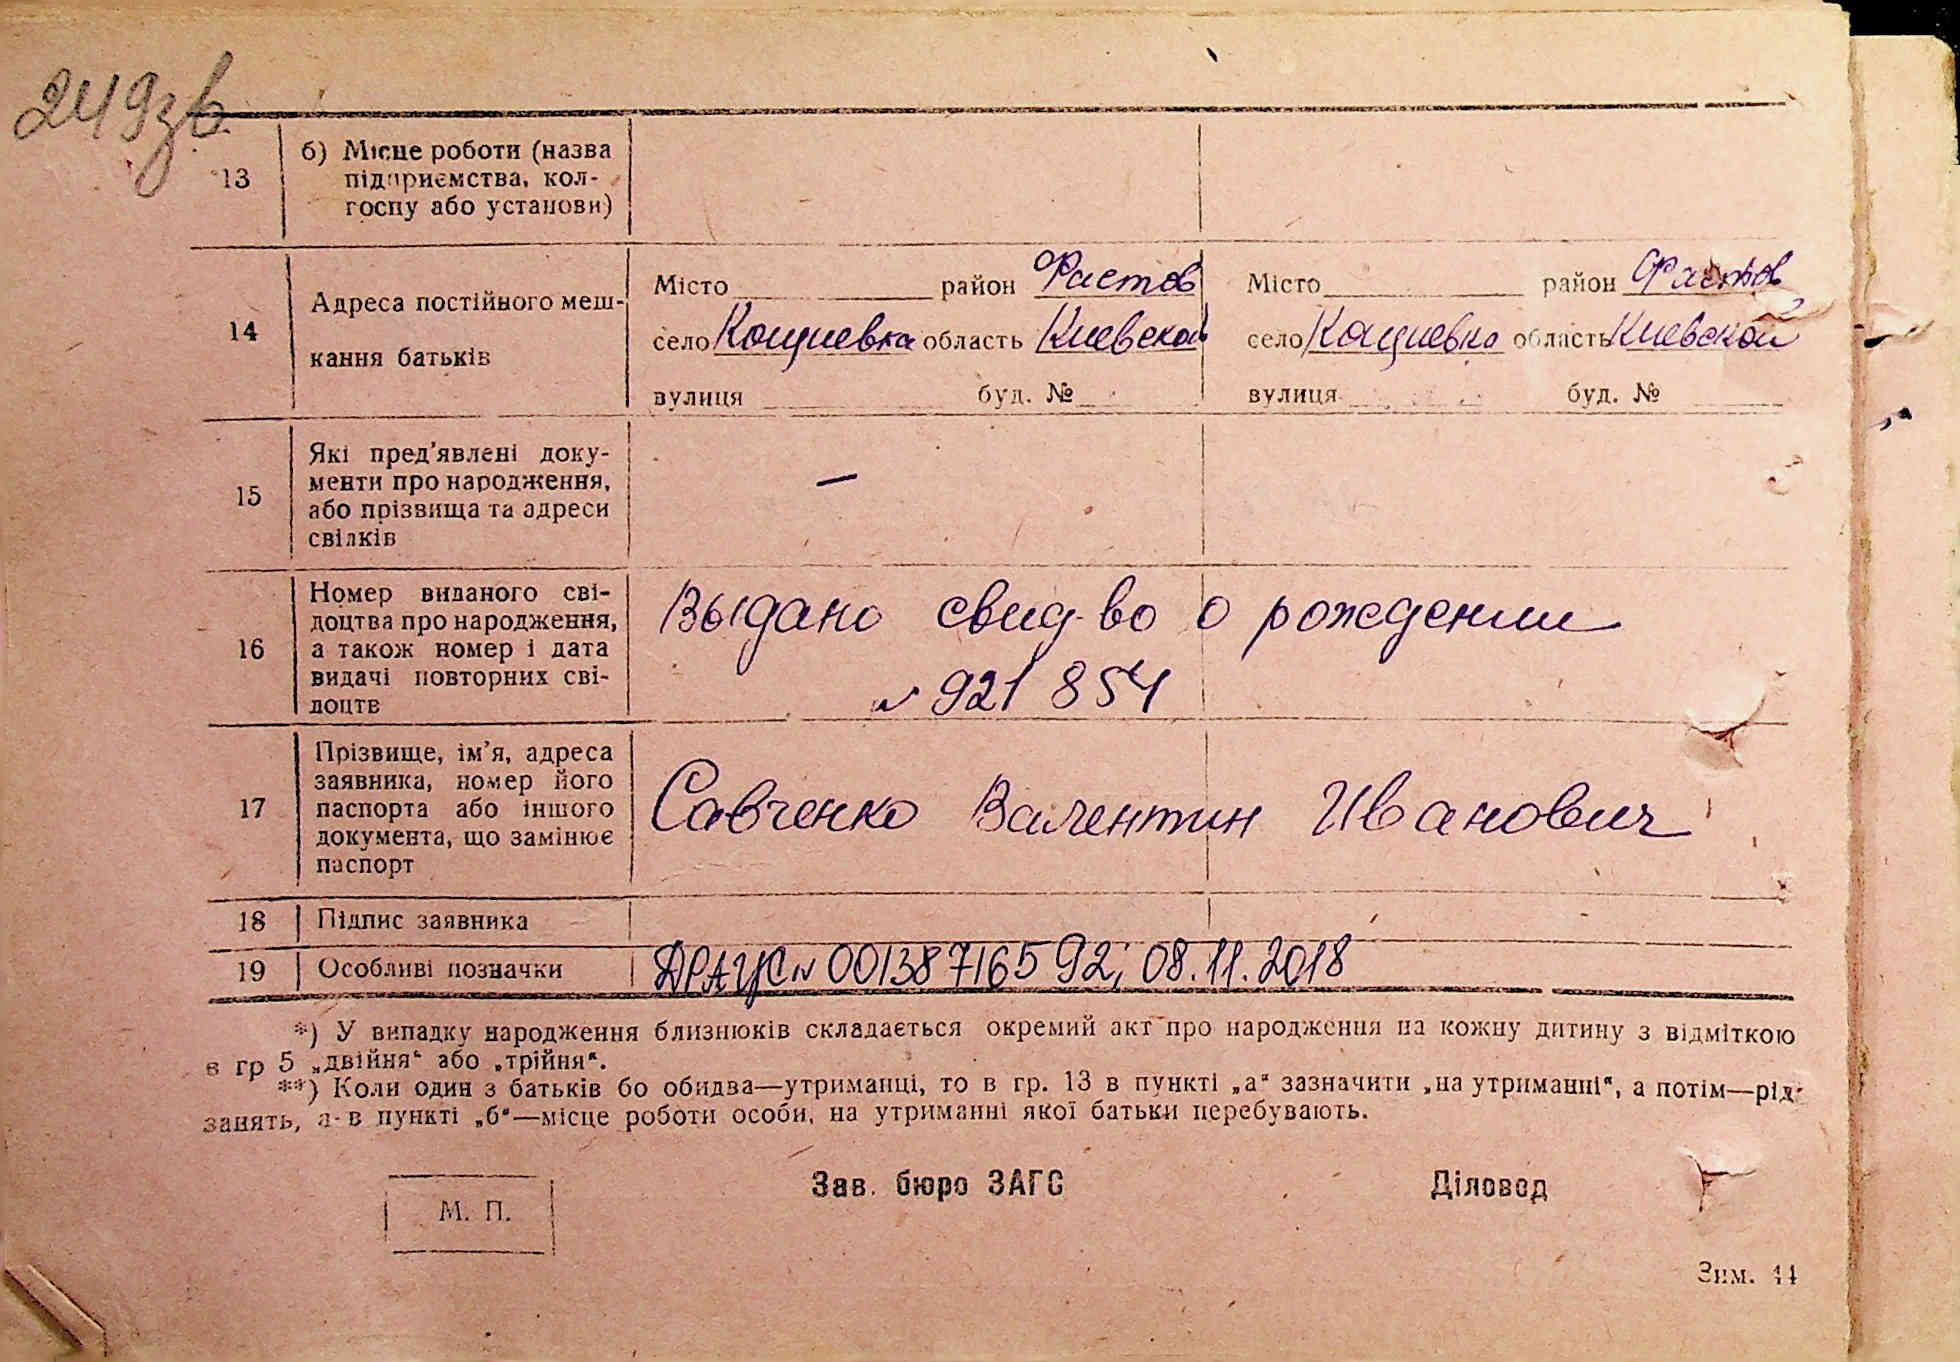 249зв.
13
б) Місце роботи (назва
підприємства, кол-
госпу або установи)
14
Адреса постійного меш-
кання батьків
Місто район Фастов
село Кощиевка область Киевской
вулиця буд. №
Місто район Фастов
село Кощиевка область Киевской
вулиця буд. №
15
Які пред'явлені доку-
менти про народження,
або прізвища та адреси
свідків
—
16
Номер виданого сві-
доцтва про народження,
а також номер і дата
видачі повторних сві-
доцтв
Выдано свид-во о рождении
№ 921854
17
Прізвище, ім'я, адреса
заявника, номер його
паспорта або іншого
документа, що замінює
паспорт
Савченко Валентин Иванович
18 Підпис заявника
19 Особливі позначки ДРАЦС № 00138716592; 08.11.2018
*) У випадку народження близнюків складається окремий акт про народження на кожну дитину з відміткою
в гр 5 „двійня“ або „трійня“.
**) Коли один з батьків бо обидва—утриманці, то в гр. 13 в пункті „а“ зазначити „на утриманні“, а потім—рід
занять, а в пункті „б“—місце роботи особи, на утриманні якої батьки перебувають.
М. П.
Зав. бюро ЗАГС
Діловод
Зим. 44